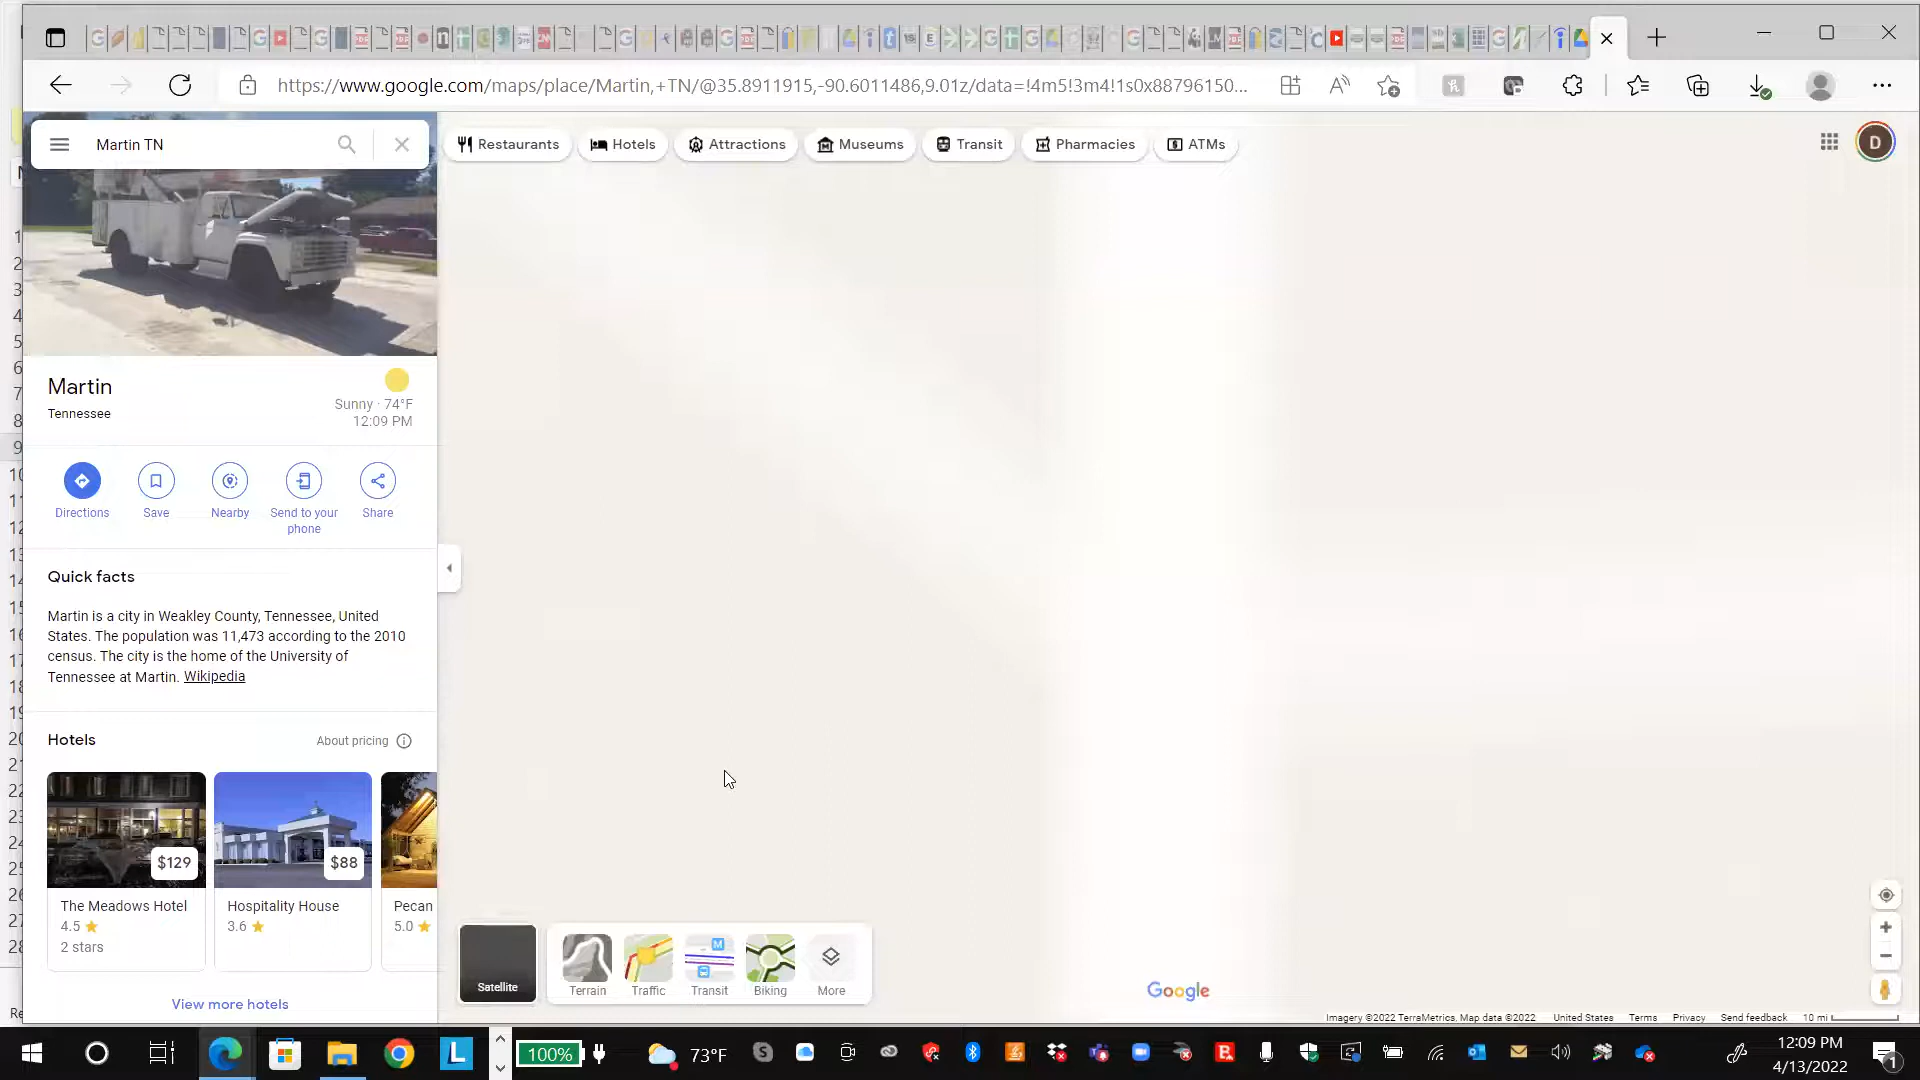 https://www.google.com/maps/place/Martin,+TN/@35.8911915,-90.6011486,9.01z/data=!4m5!3m4!1s0x88796150...
Martin TN
Restaurants
Hotels
Attractions
Museums
Transit
Pharmacies
ATMs
D
Martin
Tennessee
Sunny · 74°F
12:09 PM
Directions
Save
Nearby
Send to your
phone
Share
Quick facts
Martin is a city in Weakley County, Tennessee, United
States. The population was 11,473 according to the 2010
census. The city is the home of the University of
Tennessee at Martin. Wikipedia
Hotels
About pricing
$129
$88
The Meadows Hotel
4.5
2 stars
Hospitality House
3.6
Pecan
5.0
View more hotels
Satellite
Terrain
Traffic
Transit
Biking
More
Google
Imagery ©2022 TerraMetrics, Map data ©2022
United States
Terms
Privacy
Send feedback
10 mi
100%
73°F
12:09 PM
4/13/2022
1